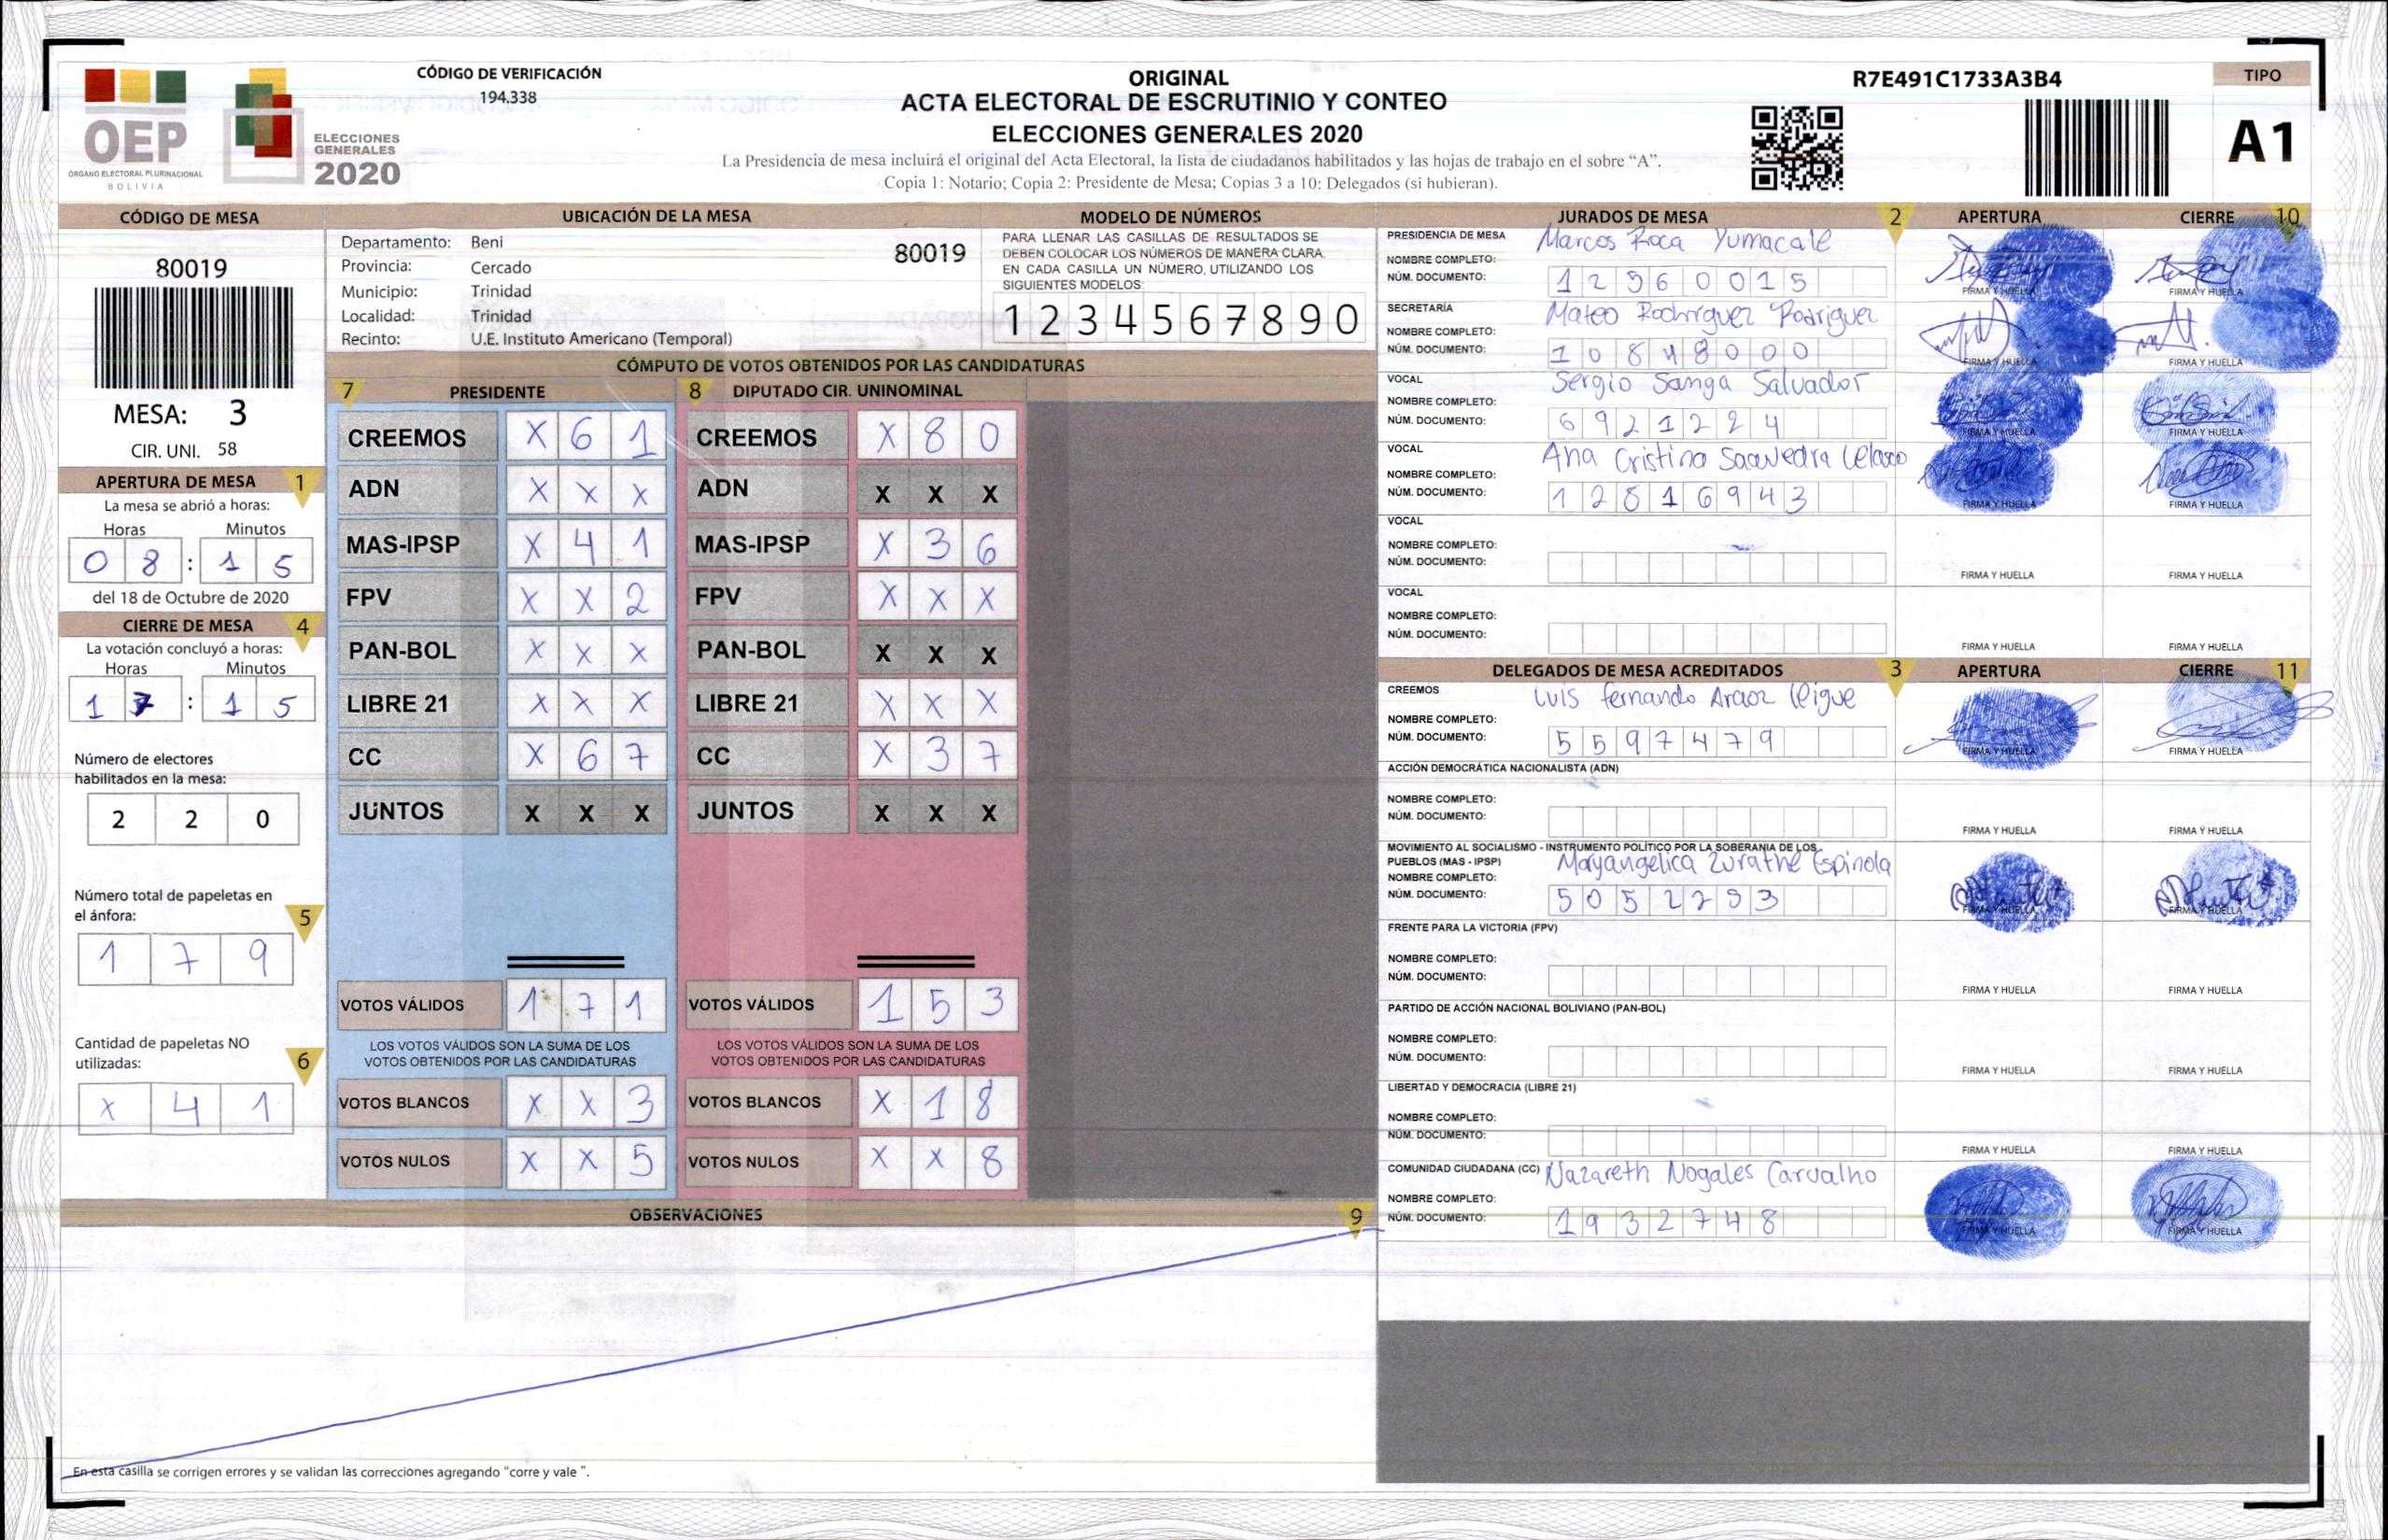 OEP
ÓRGANO ELECTORAL PLURINACIONAL
BOLIVIA
ELECCIONES
GENERALES
2020
CÓDIGO DE VERIFICACIÓN
194.338
ORIGINAL
ACTA ELECTORAL DE ESCRUTINIO Y CONTEO
ELECCIONES GENERALES 2020
La Presidencia de mesa incluirá el original del Acta Electoral, la lista de ciudadanos habilitados y las hojas de trabajo en el sobre “A”.
Copia 1: Notario; Copia 2: Presidente de Mesa; Copias 3 a 10: Delegados (si hubieran).
R7E491C1733A3B4
TIPO
A1
CÓDIGO DE MESA
80019
MESA: 3
CIR. UNI. 58
APERTURA DE MESA 1
La mesa se abrió a horas:
Horas Minutos
0 8 : 1 5
del 18 de Octubre de 2020
CIERRE DE MESA 4
La votación concluyó a horas:
Horas Minutos
1 7 : 1 5
Número de electores
habilitados en la mesa:
2 2 0
Número total de papeletas en
el ánfora: 5
1 7 9
Cantidad de papeletas NO
utilizadas: 6
X 4 1
UBICACIÓN DE LA MESA
Departamento: Beni
80019
Provincia: Cercado
Municipio: Trinidad
Localidad: Trinidad
Recinto: U.E. Instituto Americano (Temporal)
MODELO DE NÚMEROS
PARA LLENAR LAS CASILLAS DE RESULTADOS SE
DEBEN COLOCAR LOS NÚMEROS DE MANERA CLARA.
EN CADA CASILLA UN NÚMERO, UTILIZANDO LOS
SIGUIENTES MODELOS:
1 2 3 4 5 6 7 8 9 0
CÓMPUTO DE VOTOS OBTENIDOS POR LAS CANDIDATURAS
7 PRESIDENTE 8 DIPUTADO CIR. UNINOMINAL
CREEMOS X 6 1 CREEMOS X 8 0
ADN X X X ADN X X X
MAS-IPSP X 4 1 MAS-IPSP X 3 6
FPV X X 2 FPV X X X
PAN-BOL X X X PAN-BOL X X X
LIBRE 21 X X X LIBRE 21 X X X
CC X 6 7 CC X 3 7
JUNTOS X X X JUNTOS X X X
VOTOS VÁLIDOS 1 7 1 VOTOS VÁLIDOS 1 5 3
LOS VOTOS VÁLIDOS SON LA SUMA DE LOS LOS VOTOS VÁLIDOS SON LA SUMA DE LOS
VOTOS OBTENIDOS POR LAS CANDIDATURAS VOTOS OBTENIDOS POR LAS CANDIDATURAS
VOTOS BLANCOS X X 3 VOTOS BLANCOS X 1 8
VOTOS NULOS X X 5 VOTOS NULOS X X 8
OBSERVACIONES 9
En esta casilla se corrigen errores y se validan las correcciones agregando “corre y vale ”.
JURADOS DE MESA 2 APERTURA CIERRE 10
PRESIDENCIA DE MESA Marcos Roca Yumacale
NOMBRE COMPLETO:
NÚM. DOCUMENTO: 1 2 9 6 0 0 1 5
FIRMA Y HUELLA FIRMA Y HUELLA
SECRETARÍA Mateo Rodriguez Rodriguez
NOMBRE COMPLETO:
NÚM. DOCUMENTO: 1 0 8 4 8 0 0 0
FIRMA Y HUELLA FIRMA Y HUELLA
VOCAL Sergio Sanga Salvador
NOMBRE COMPLETO:
NÚM. DOCUMENTO: 6 9 2 1 2 2 4
FIRMA Y HUELLA FIRMA Y HUELLA
VOCAL Ana Cristina Saavedra Velasco
NOMBRE COMPLETO:
NÚM. DOCUMENTO: 1 2 8 1 6 9 4 3
FIRMA Y HUELLA FIRMA Y HUELLA
VOCAL
NOMBRE COMPLETO:
NÚM. DOCUMENTO:
FIRMA Y HUELLA FIRMA Y HUELLA
VOCAL
NOMBRE COMPLETO:
NÚM. DOCUMENTO:
FIRMA Y HUELLA FIRMA Y HUELLA
DELEGADOS DE MESA ACREDITADOS 3 APERTURA CIERRE 11
CREEMOS Luis Fernando Araoz Leigue
NOMBRE COMPLETO:
NÚM. DOCUMENTO: 5 5 9 7 4 7 9
FIRMA Y HUELLA FIRMA Y HUELLA
ACCIÓN DEMOCRÁTICA NACIONALISTA (ADN)
NOMBRE COMPLETO:
NÚM. DOCUMENTO:
FIRMA Y HUELLA FIRMA Y HUELLA
MOVIMIENTO AL SOCIALISMO - INSTRUMENTO POLÍTICO POR LA SOBERANIA DE LOS
PUEBLOS (MAS - IPSP) Maryangelica Zurathe Espinola
NOMBRE COMPLETO:
NÚM. DOCUMENTO: 5 0 5 2 2 9 3
FIRMA Y HUELLA FIRMA Y HUELLA
FRENTE PARA LA VICTORIA (FPV)
NOMBRE COMPLETO:
NÚM. DOCUMENTO:
FIRMA Y HUELLA FIRMA Y HUELLA
PARTIDO DE ACCIÓN NACIONAL BOLIVIANO (PAN-BOL)
NOMBRE COMPLETO:
NÚM. DOCUMENTO:
FIRMA Y HUELLA FIRMA Y HUELLA
LIBERTAD Y DEMOCRACIA (LIBRE 21)
NOMBRE COMPLETO:
NÚM. DOCUMENTO:
FIRMA Y HUELLA FIRMA Y HUELLA
COMUNIDAD CIUDADANA (CC) Nazareth Nogales Carvalho
NOMBRE COMPLETO:
NÚM. DOCUMENTO: 1 9 3 2 7 4 8
FIRMA Y HUELLA FIRMA Y HUELLA